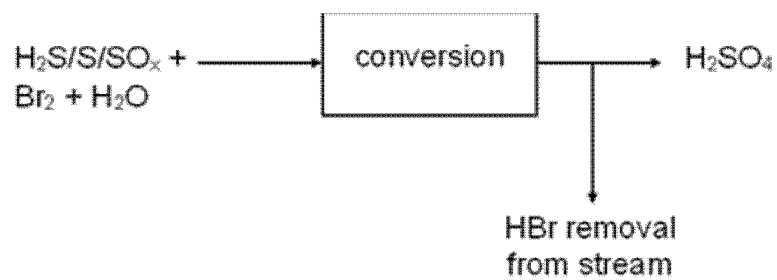 H₂S/S/SOₓ +
Br₂ + H₂O
conversion
H₂SO₄
HBr removal
from stream